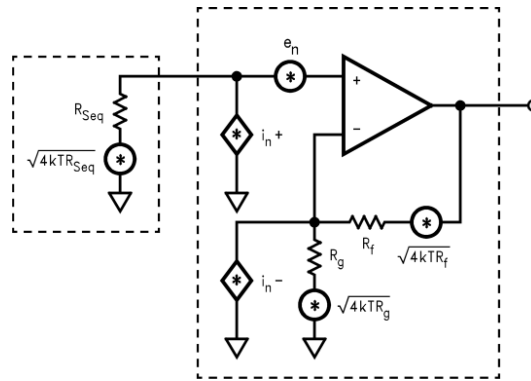 e_n
+
−
R_Seq
√4kTR_Seq
* 
i_n+
R_f
√4kTR_f
R_g
i_n−
√4kTR_g